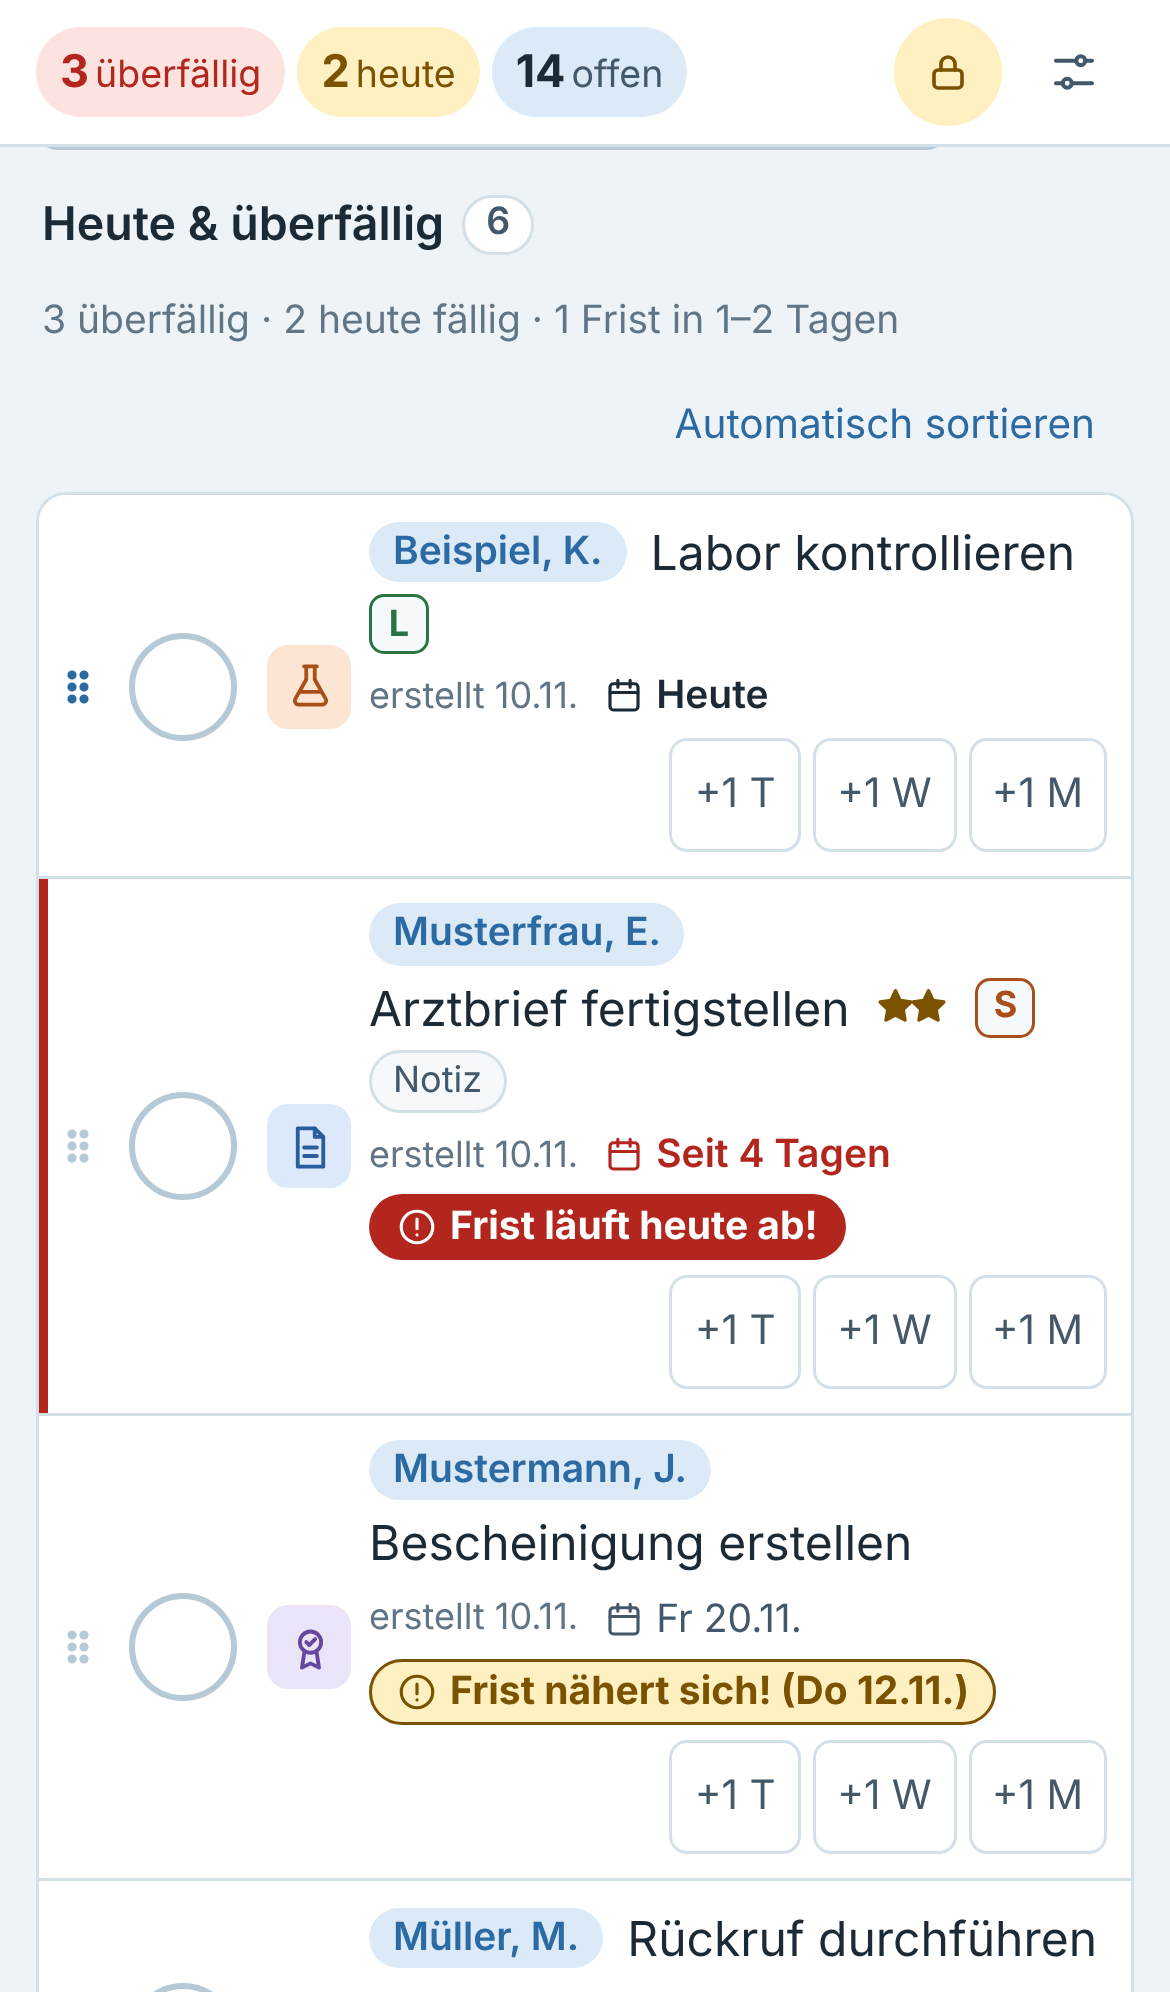 3 überfällig 2 heute 14 offen
Heute & überfällig 6
3 überfällig · 2 heute fällig · 1 Frist in 1–2 Tagen
Automatisch sortieren
Beispiel, K. Labor kontrollieren
L
erstellt 10.11. Heute
+1 T +1 W +1 M
Musterfrau, E.
Arztbrief fertigstellen S
Notiz
erstellt 10.11. Seit 4 Tagen
Frist läuft heute ab!
+1 T +1 W +1 M
Mustermann, J.
Bescheinigung erstellen
erstellt 10.11. Fr 20.11.
Frist nähert sich! (Do 12.11.)
+1 T +1 W +1 M
Müller, M. Rückruf durchführen